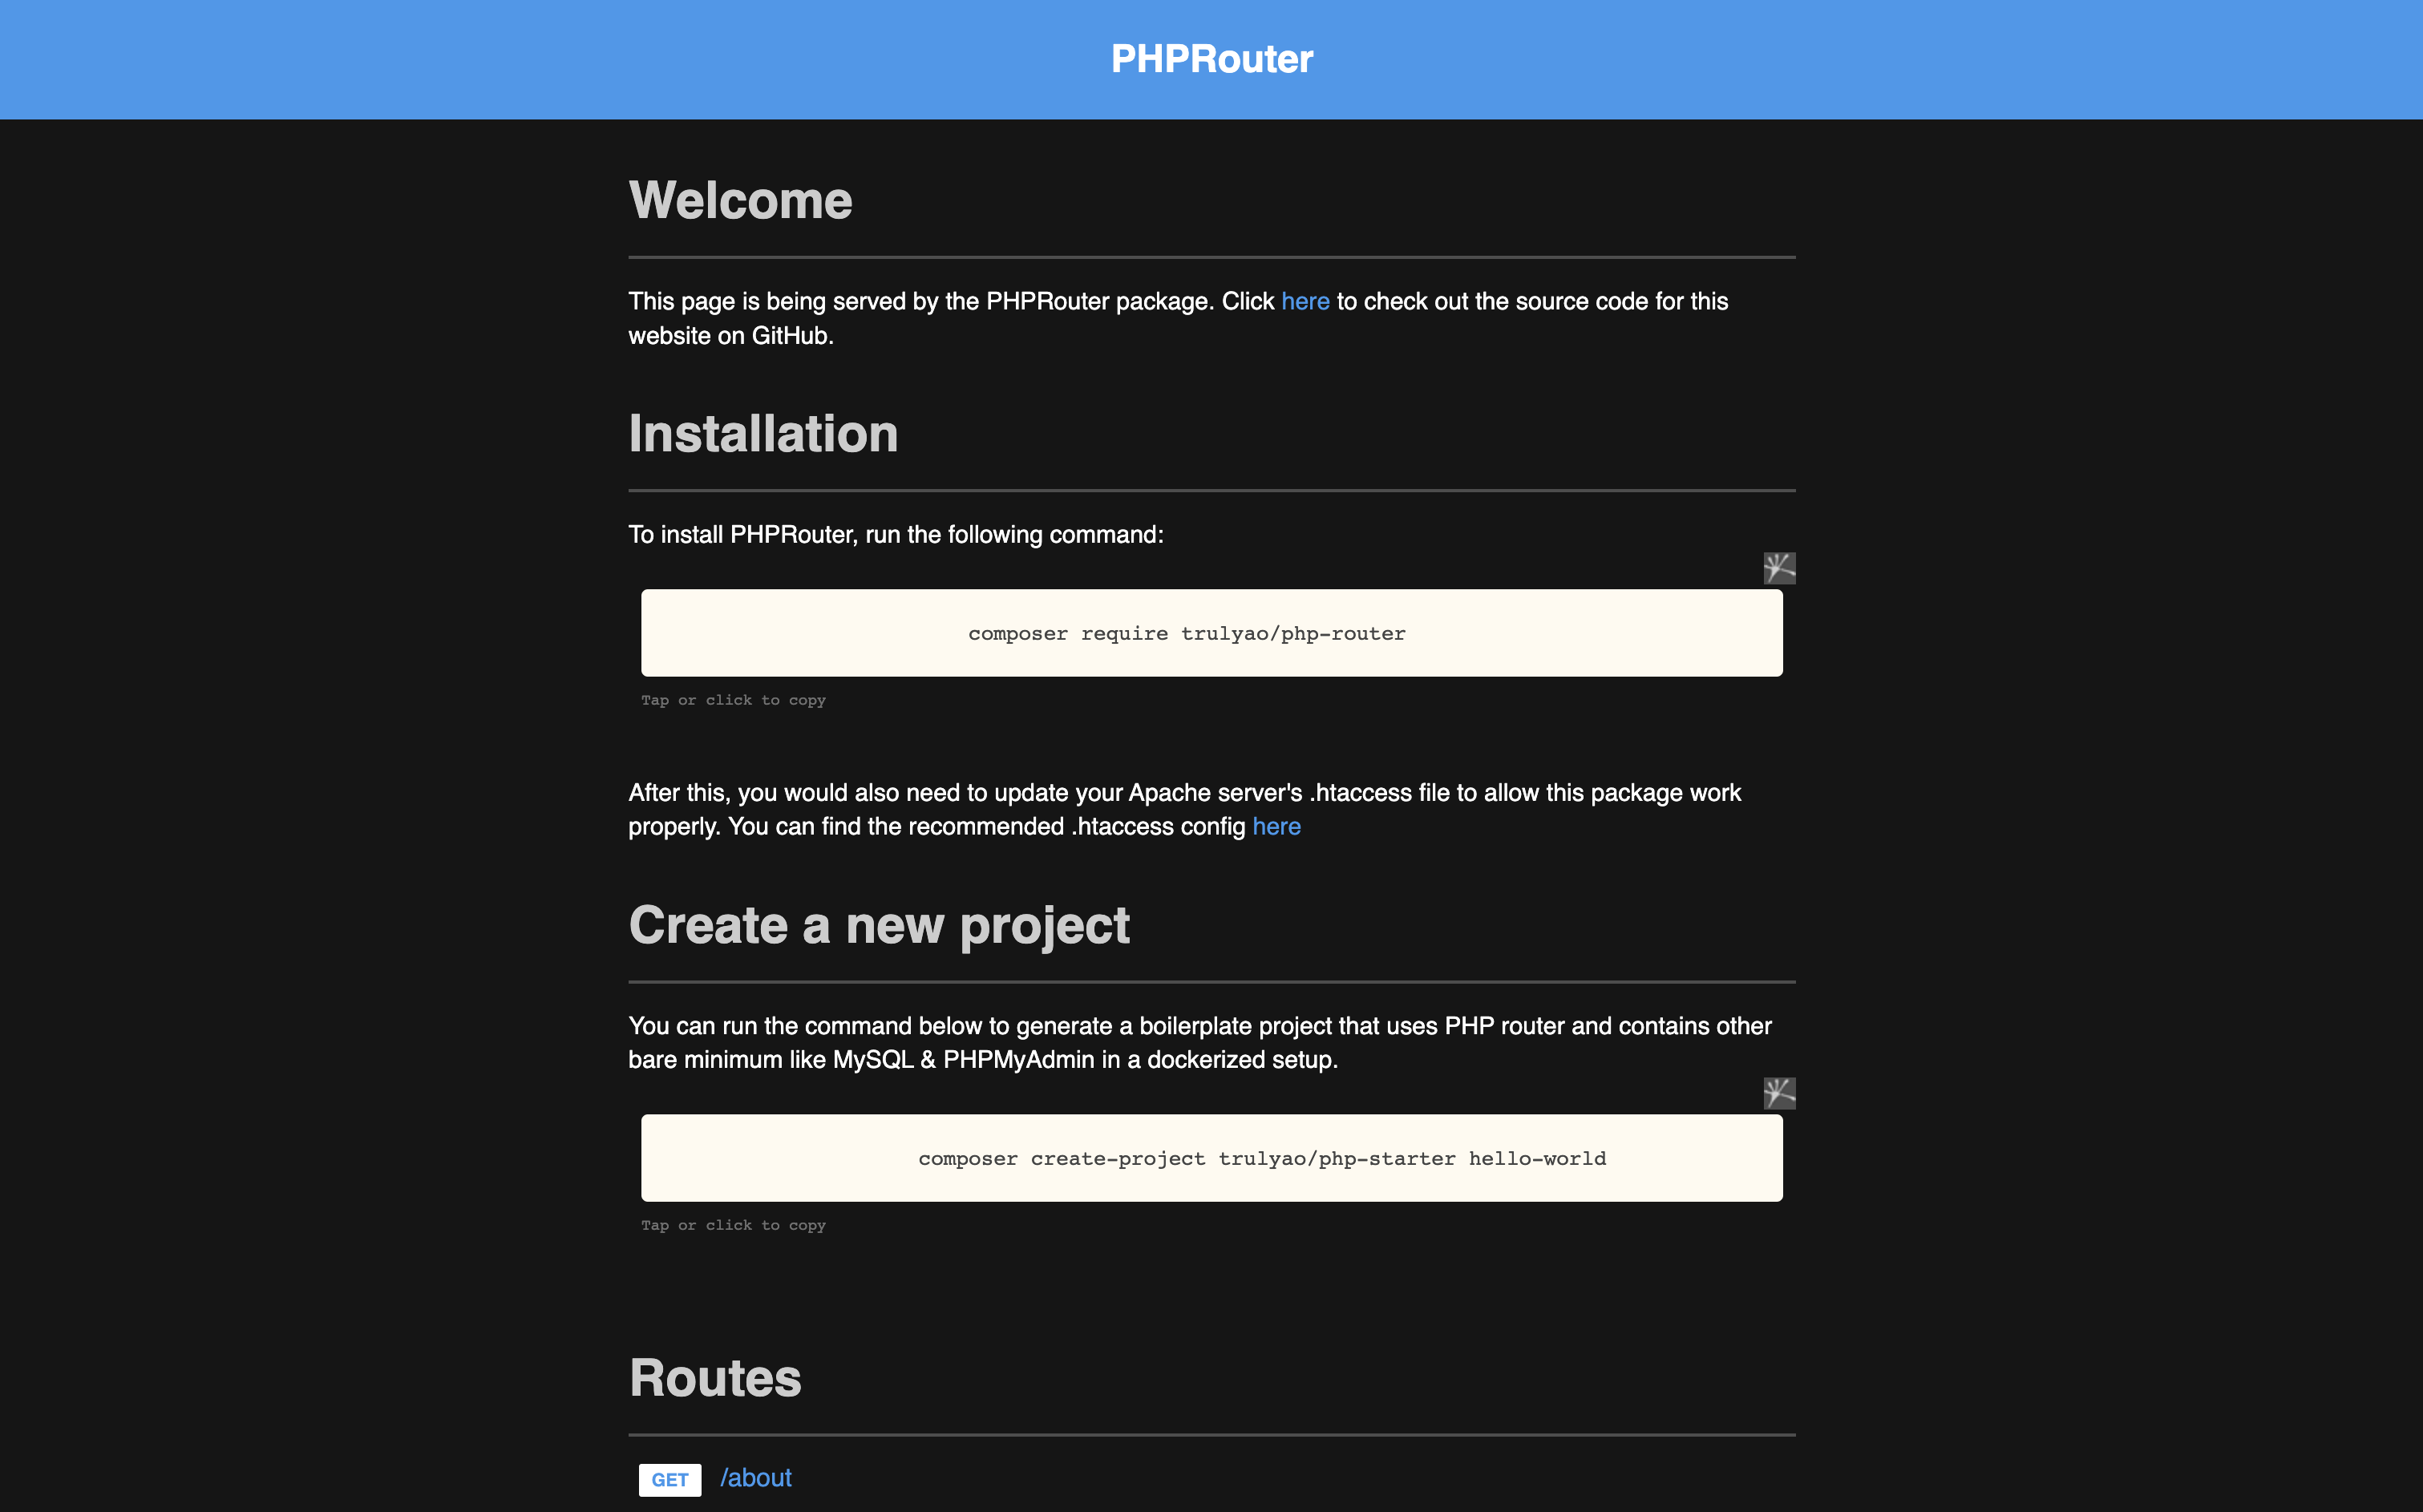 PHPRouter
Welcome
This page is being served by the PHPRouter package. Click here to check out the source code for this
website on GitHub.
Installation
To install PHPRouter, run the following command:
composer require trulyao/php-router
Tap or click to copy
After this, you would also need to update your Apache server's .htaccess file to allow this package work
properly. You can find the recommended .htaccess config here
Create a new project
You can run the command below to generate a boilerplate project that uses PHP router and contains other
bare minimum like MySQL & PHPMyAdmin in a dockerized setup.
composer create-project trulyao/php-starter hello-world
Tap or click to copy
Routes
GET /about